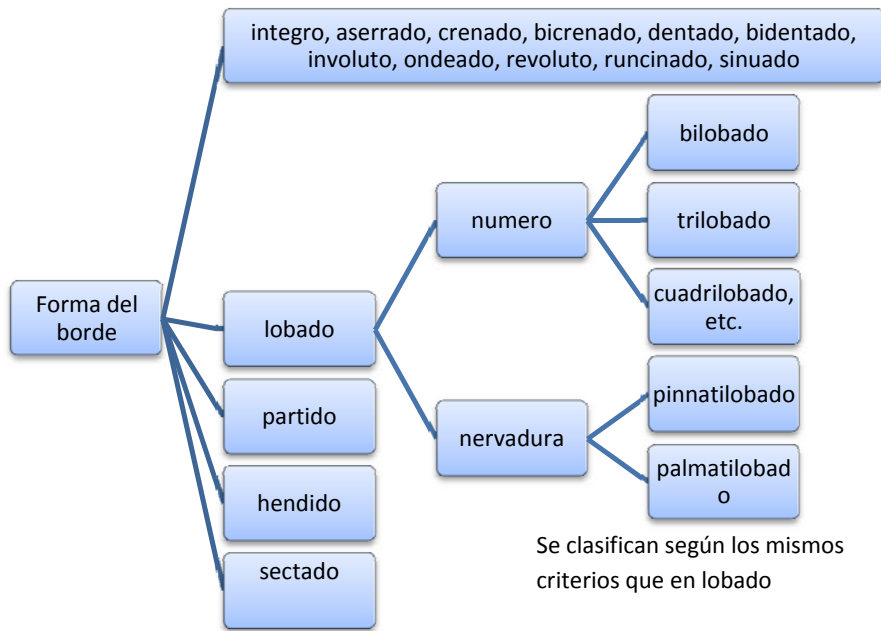 integro, aserrado, crenado, bicrenado, dentado, bidentado,
involuto, ondeado, revoluto, runcinado, sinuado
Forma del
borde
lobado
numero
bilobado
trilobado
cuadrilobado,
etc.
nervadura
pinnatilobado
palmatilobad
o
partido
hendido
sectado
Se clasifican según los mismos
criterios que en lobado